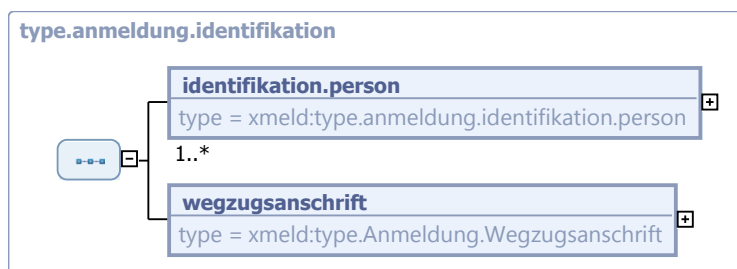 type.anmeldung.identifikation
identifikation.person
type = xmeld:type.anmeldung.identifikation.person
1..*
wegzugsanschrift
type = xmeld:type.Anmeldung.Wegzugsanschrift